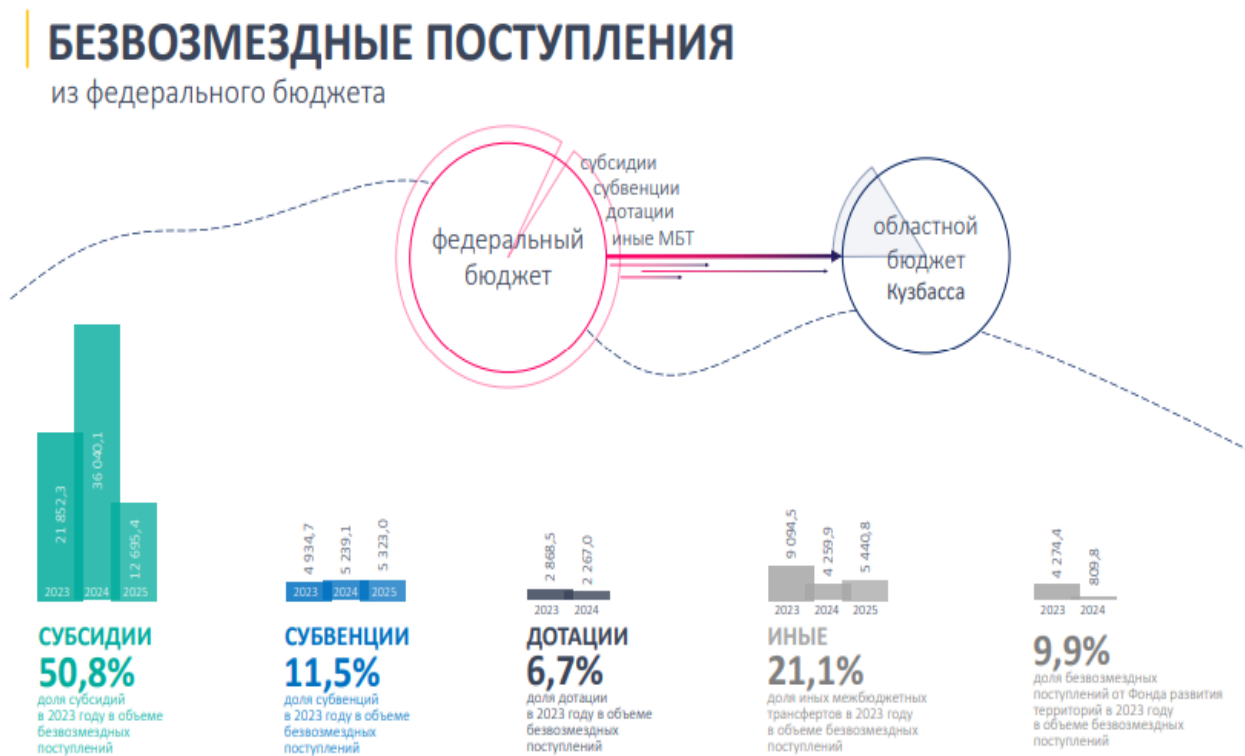 БЕЗВОЗМЕЗДНЫЕ ПОСТУПЛЕНИЯ
из федерального бюджета
субсидии
субвенции
дотации
иные МБТ
федеральный
бюджет
областной
бюджет
Кузбасса
21 852,3
36 040,1
12 695,4
2023
2024
2025
СУБСИДИИ
50,8%
доля субсидий
в 2023 году в объеме
безвозмездных
поступлений
4 934,7
5 239,1
5 323,0
2023
2024
2025
СУБВЕНЦИИ
11,5%
доля субвенций
в 2023 году в объеме
безвозмездных
поступлений
2 868,5
2 267,0
2023
2024
ДОТАЦИИ
6,7%
доля дотации
в 2023 году в объеме
безвозмездных
поступлений
9 094,5
4 259,9
5 440,8
2023
2024
2025
ИНЫЕ
21,1%
доля иных межбюджетных
трансфертов в 2023 году
в объеме безвозмездных
поступлений
4 274,4
809,8
2023
2024
9,9%
доля безвозмездных
поступлений от Фонда развития
территорий в 2023 году
в объеме безвозмездных
поступлений